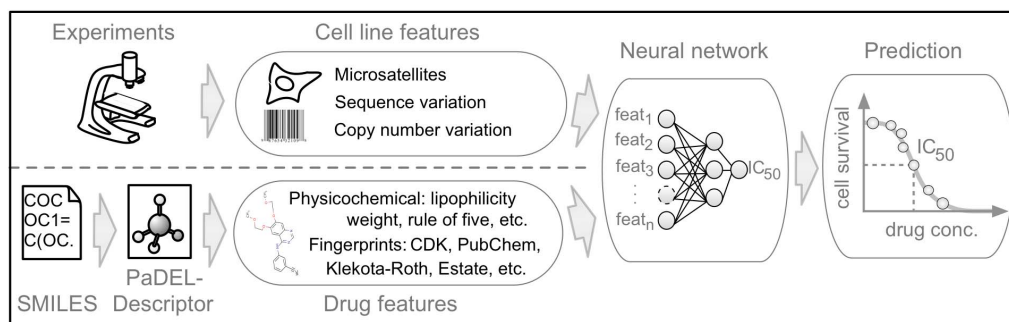 Experiments
Cell line features
Microsatellites
Sequence variation
Copy number variation
Neural network
feat1
feat2
feat3
featn
IC50
Prediction
cell survival
IC50
drug conc.
COC
OC1=
C(OC.
SMILES
PaDEL-
Descriptor
Physicochemical: lipophilicity
weight, rule of five, etc.
Fingerprints: CDK, PubChem,
Klekota-Roth, Estate, etc.
Drug features